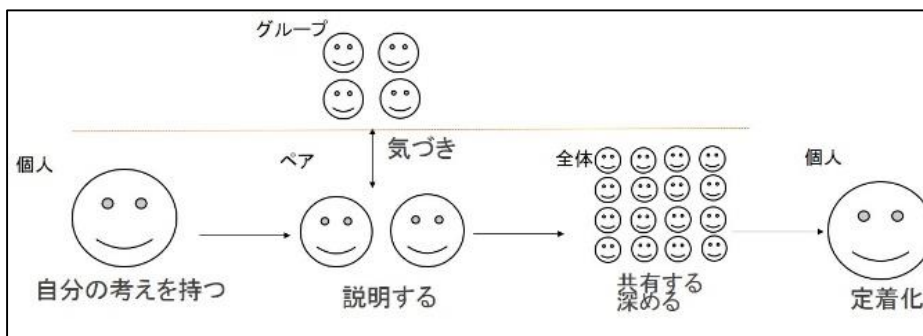 グループ
気づき
個人
ペア
全体
個人
自分の考えを持つ
説明する
共有する
深める
定着化